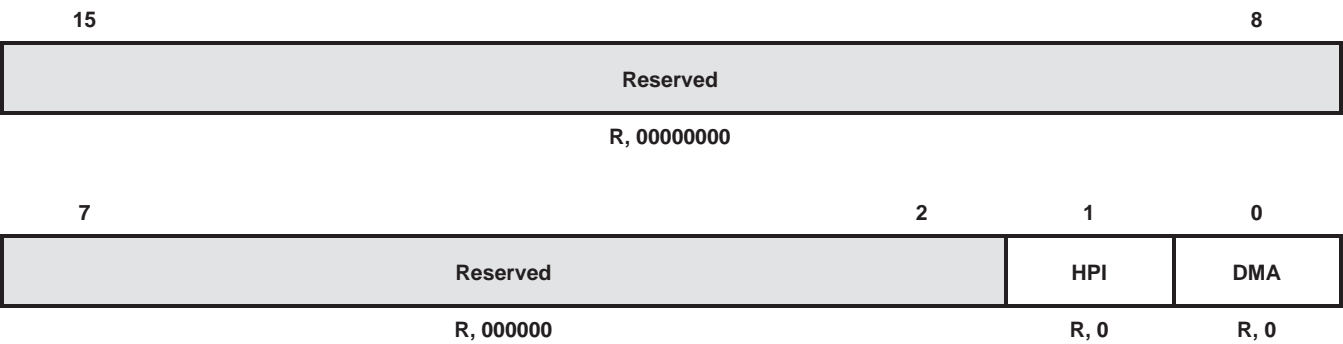 15 8
Reserved
R, 00000000
7 2 1 0
Reserved HPI DMA
R, 000000 R, 0 R, 0